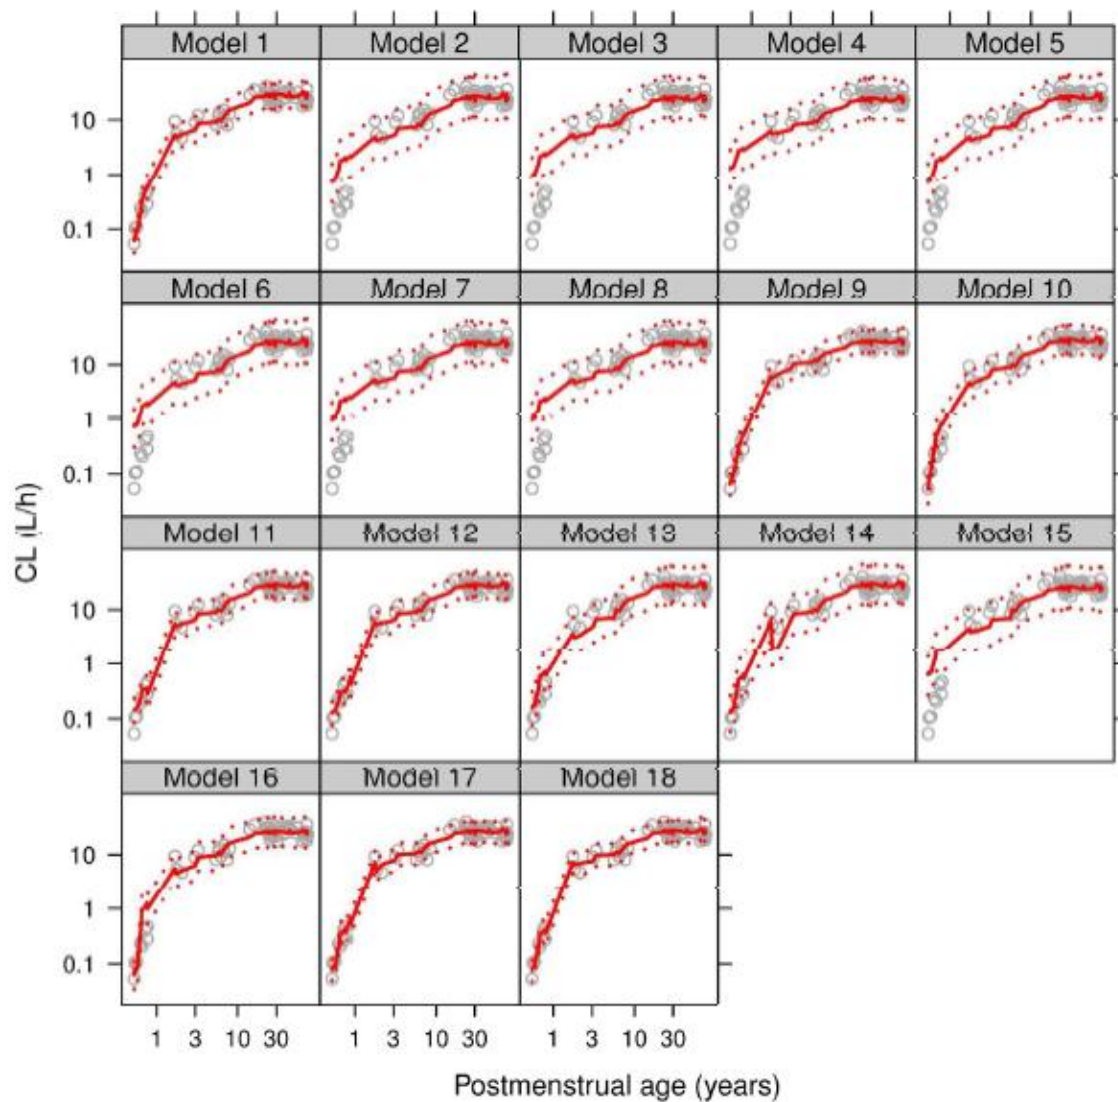 Model 1 Model 2 Model 3 Model 4 Model 5
10
1
0.1
Model 6 Model 7 Model 8 Model 9 Model 10
10
1
0.1
Model 11 Model 12 Model 13 Model 14 Model 15
10
1
0.1
Model 16 Model 17 Model 18
10
1
0.1
1 3 10 30 1 3 10 30 1 3 10 30
CL (L/h)
Postmenstrual age (years)